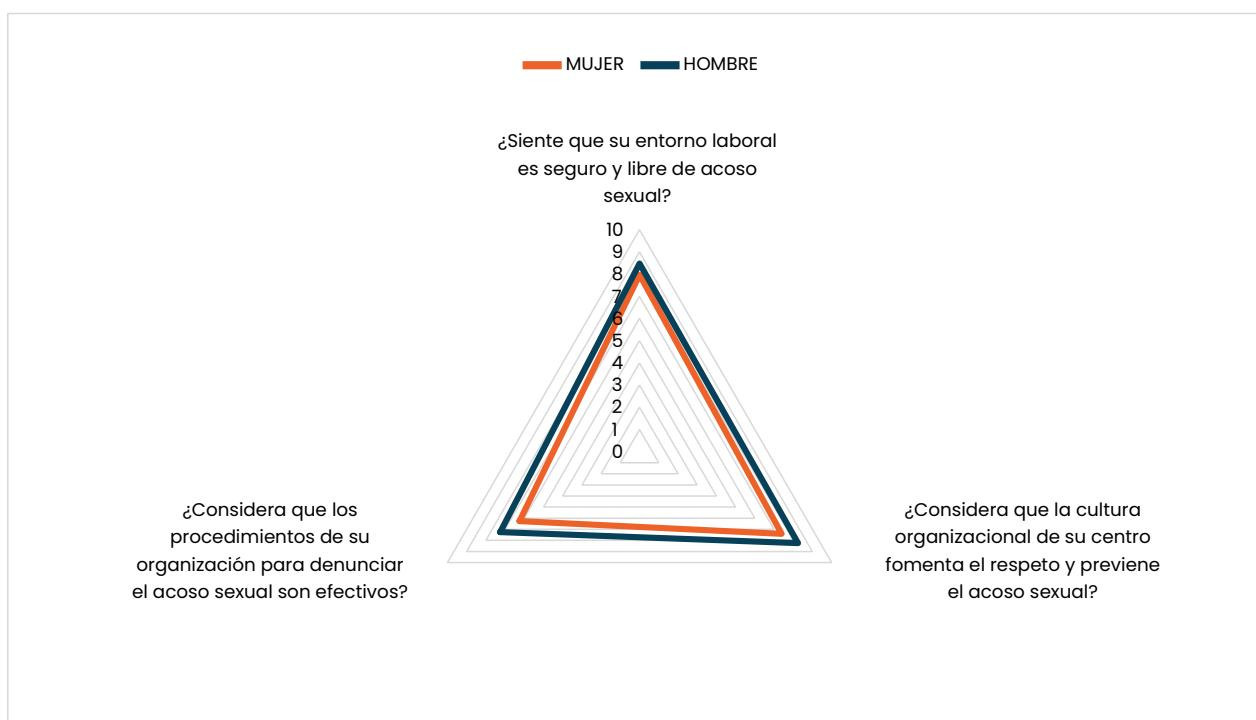 MUJER HOMBRE
¿Siente que su entorno laboral
es seguro y libre de acoso
sexual?
10
9
8
7
6
5
4
3
2
1
0
¿Considera que los
procedimientos de su
organización para denunciar
el acoso sexual son efectivos?
¿Considera que la cultura
organizacional de su centro
fomenta el respeto y previene
el acoso sexual?